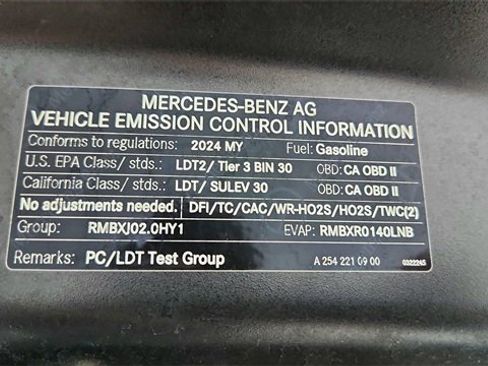 MERCEDES-BENZ AG
VEHICLE EMISSION CONTROL INFORMATION
Conforms to regulations: 2024 MY Fuel: Gasoline
U.S. EPA Class/ stds.: LDT2/ Tier 3 BIN 30 OBD: CA OBD II
California Class/ stds.: LDT/ SULEV 30 OBD: CA OBD II
No adjustments needed. DFI/TC/CAC/WR-HO2S/HO2S/TWC(2)
Group: RMBXJ02.0HY1 EVAP: RMBXR0140LNB
Remarks: PC/LDT Test Group A 254 221 09 00 0322245